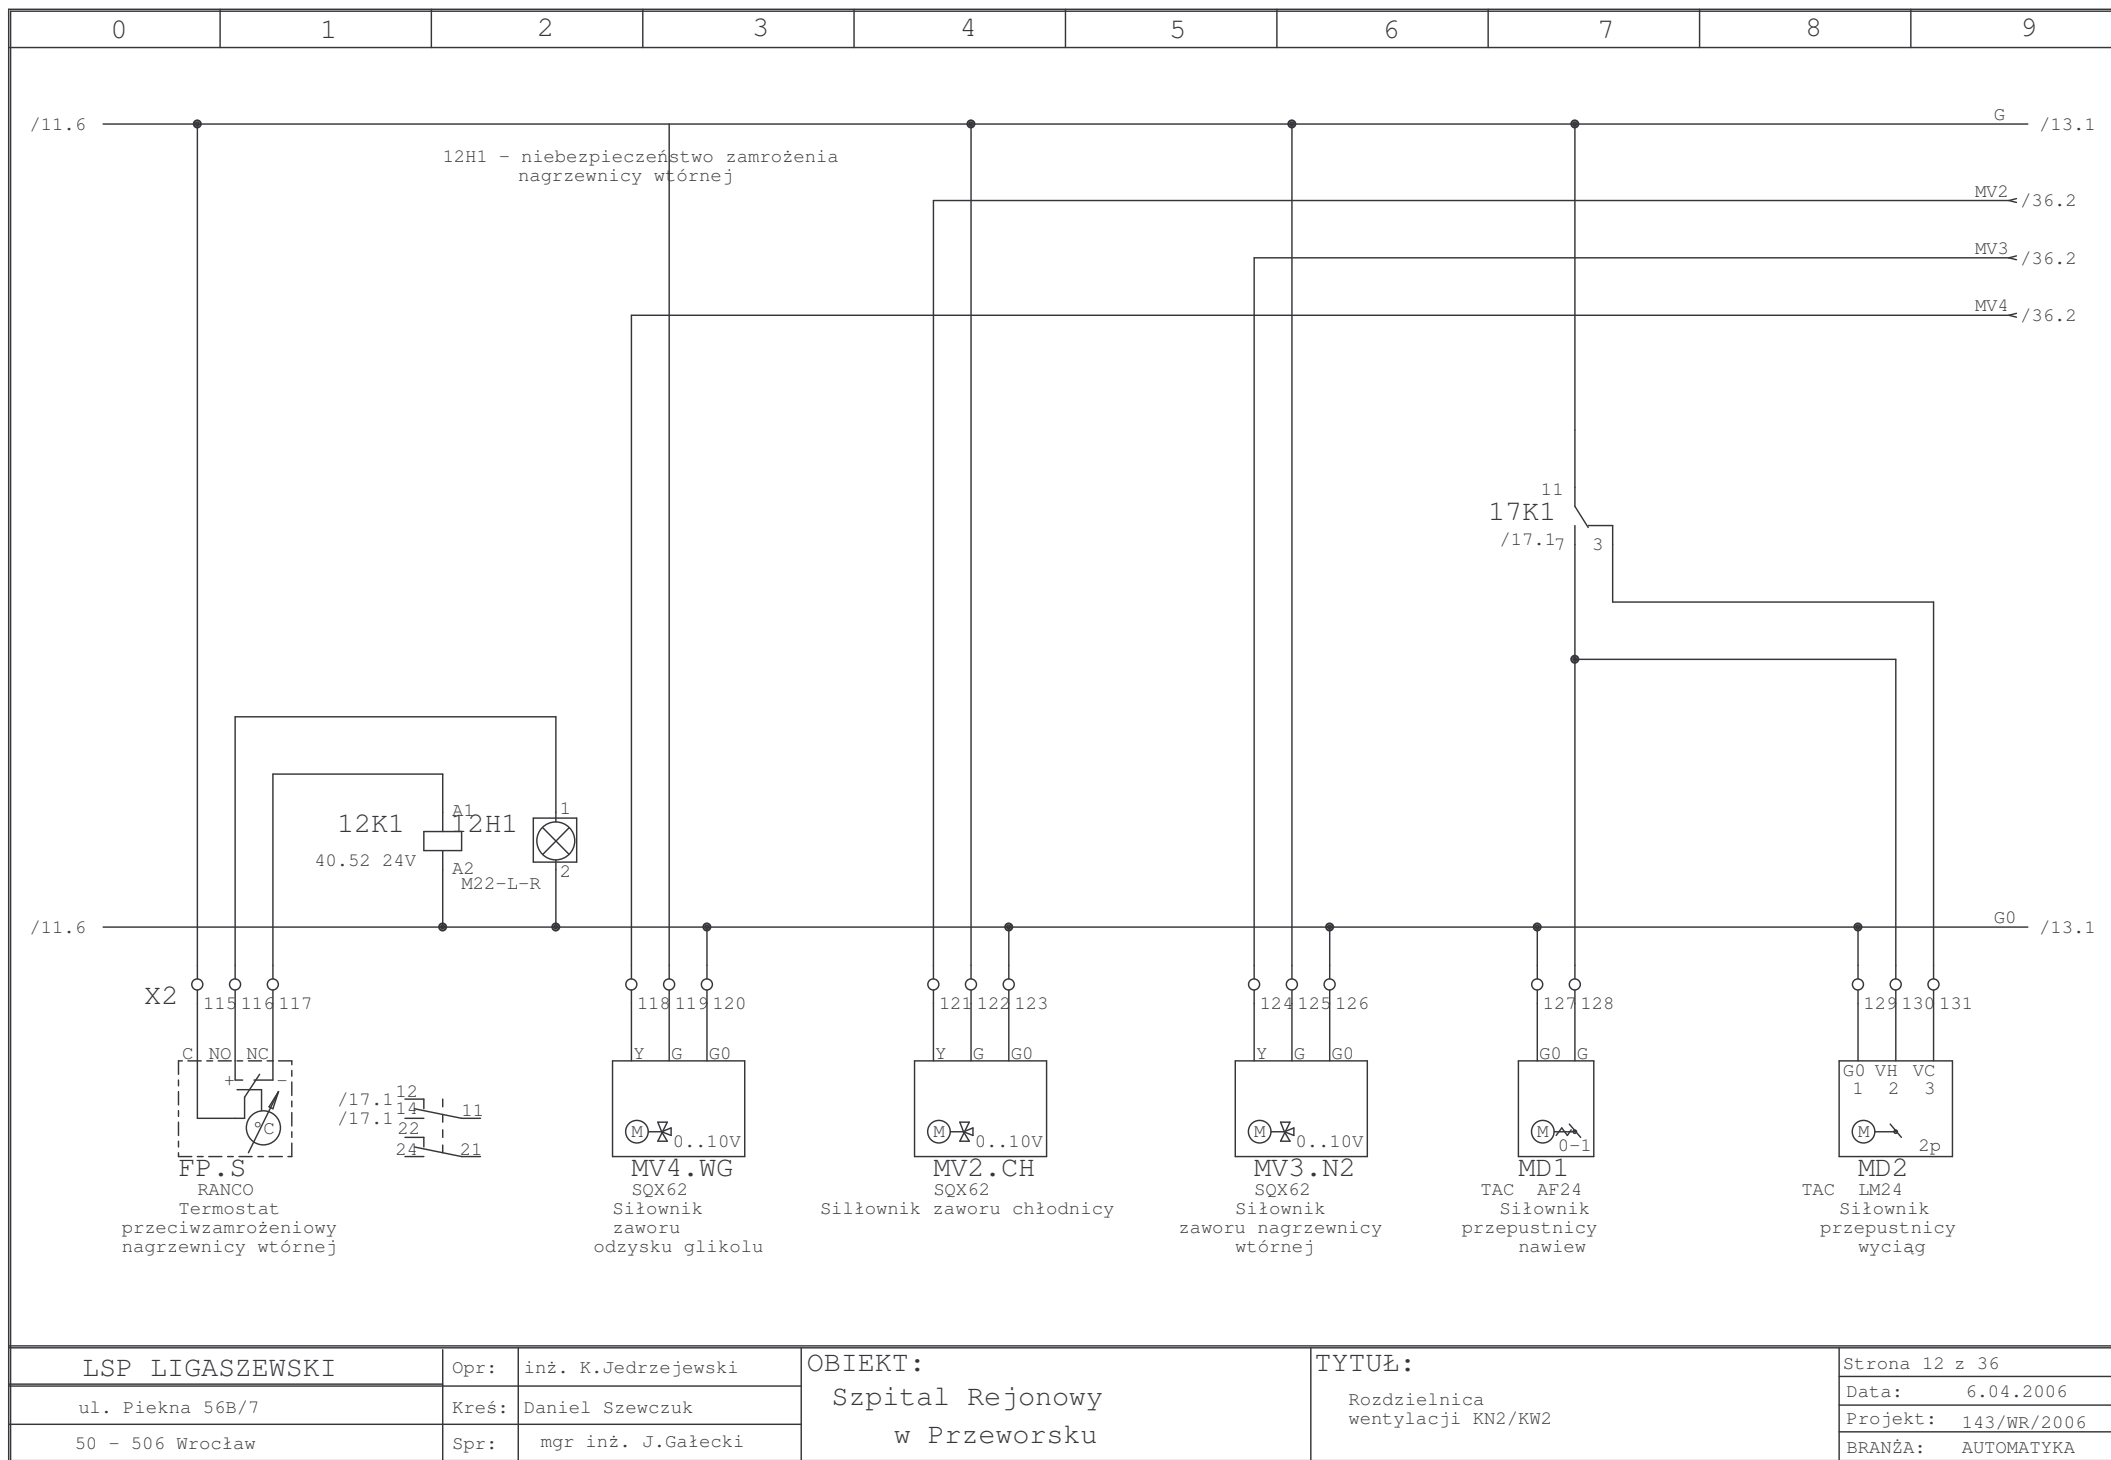 0 1 2 3 4 5 6 7 8 9
/11.6 G /13.1
12H1 - niebezpieczeństwo zamrożenia
nagrzewnicy wtórnej
MV2 /36.2
MV3 /36.2
MV4 /36.2
11
17K1
/17.1 7 3
A1 1
12K1 12H1
40.52 24V
A2 2
M22-L-R
/11.6 G0 /13.1
X2 115 116 117 118 119 120 121 122 123 124 125 126 127 128 129 130 131
C NO NC Y G G0 Y G G0 Y G G0 G0 G G0 VH VC
1 2 3
+ -
°C
/17.1 12
/17.1 14 11
22
24 21
M 0..10V M 0..10V M 0..10V M 0-1 M 2p
FP.S
RANCO
Termostat
przeciwzamrożeniowy
nagrzewnicy wtórnej
MV4.WG
SQX62
Siłownik
zaworu
odzysku glikolu
MV2.CH
SQX62
Silłownik zaworu chłodnicy
MV3.N2
SQX62
Siłownik
zaworu nagrzewnicy
wtórnej
MD1
TAC AF24
Siłownik
przepustnicy
nawiew
MD2
TAC LM24
Siłownik
przepustnicy
wyciąg
LSP LIGASZEWSKI
ul. Piekna 56B/7
50 - 506 Wrocław
Opr: inż. K.Jedrzejewski
Kreś: Daniel Szewczuk
Spr: mgr inż. J.Gałecki
OBIEKT:
Szpital Rejonowy
w Przeworsku
TYTUŁ:
Rozdzielnica
wentylacji KN2/KW2
Strona 12 z 36
Data: 6.04.2006
Projekt: 143/WR/2006
BRANŻA: AUTOMATYKA